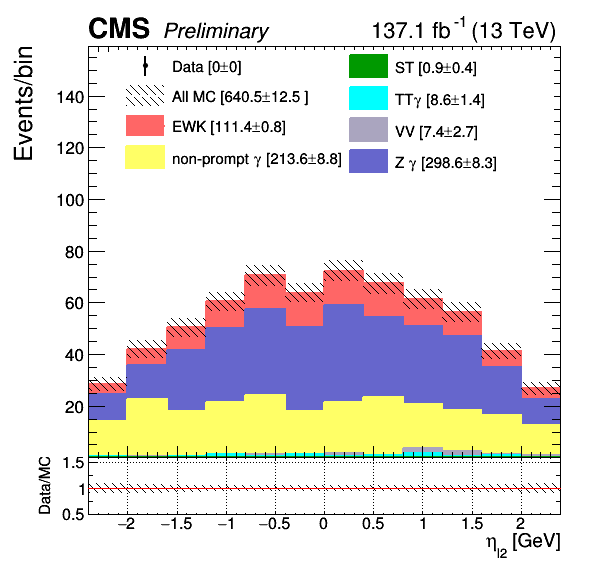 CMS Preliminary 137.1 fb⁻¹ (13 TeV)
Events/bin
Data [0±0]
All MC [640.5±12.5 ]
EWK [111.4±0.8]
non-prompt γ [213.6±8.8]
ST [0.9±0.4]
TTγ [8.6±1.4]
VV [7.4±2.7]
Z γ [298.6±8.3]
140
120
100
80
60
40
20
Data/MC
1.5
1
0.5
−2 −1.5 −1 −0.5 0 0.5 1 1.5 2
η_l2 [GeV]